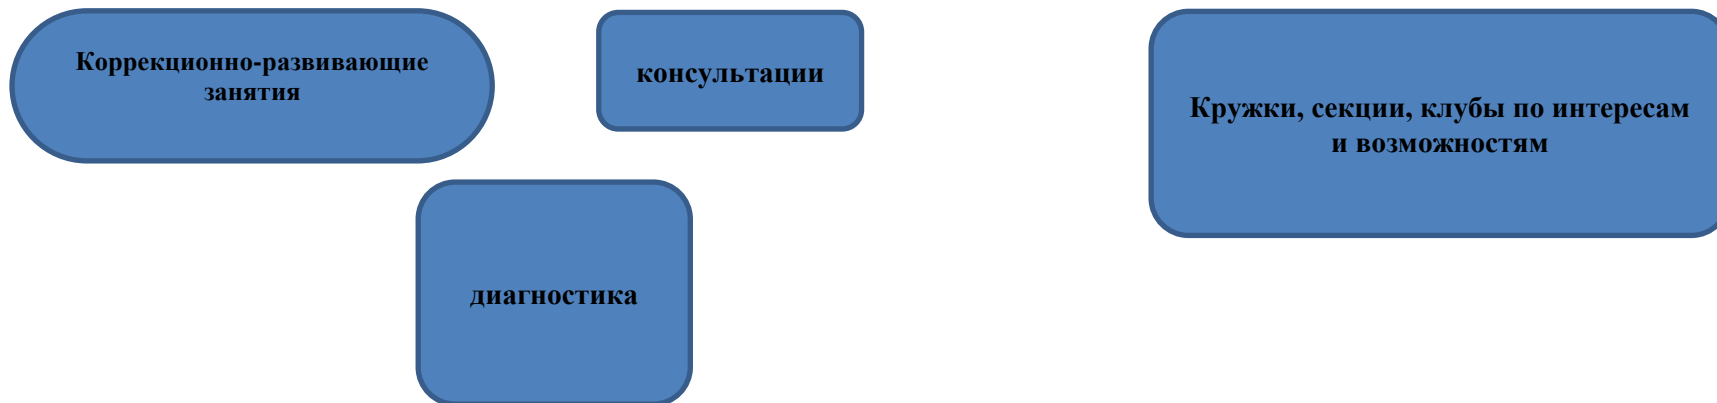 Коррекционно-развивающие
занятия
консультации
Кружки, секции, клубы по интересам
и возможностям
диагностика